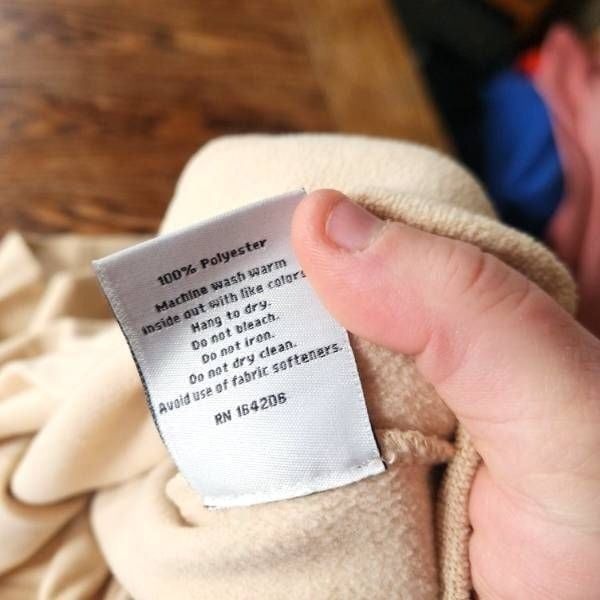 100% Polyester
Machine wash warm
inside out with like colors
Hang to dry.
Do not bleach.
Do not iron.
Do not dry clean.
Avoid use of fabric softeners.
RN 164206